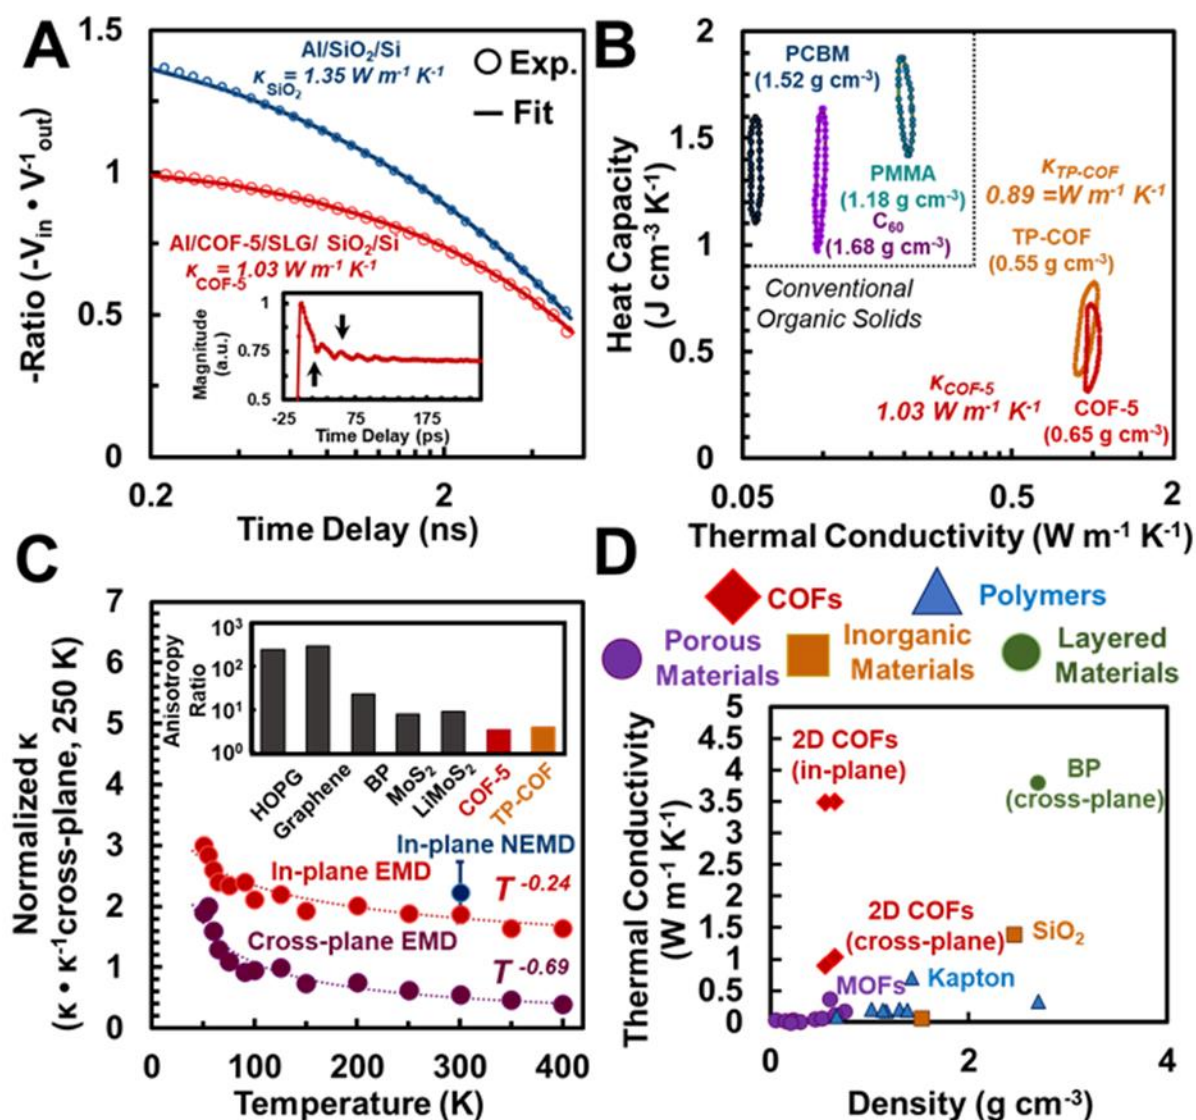 A
1.5
1
0.5
0
-Ratio (-Vin • V-1out)
Al/SiO2/Si
κSiO2 = 1.35 W m-1 K-1
Exp.
Fit
Al/COF-5/SLG/ SiO2/Si
κCOF-5 = 1.03 W m-1 K-1
1
0.75
0.5
Magnitude
(a.u.)
-25 75 175
Time Delay (ps)
0.2 2
Time Delay (ns)
B
2
1.5
1
0.5
0
Heat Capacity
(J cm-3 K-1)
PCBM
(1.52 g cm-3)
PMMA
(1.18 g cm-3)
C60
(1.68 g cm-3)
Conventional
Organic Solids
κTP-COF
0.89 =W m-1 K-1
TP-COF
(0.55 g cm-3)
κCOF-5
1.03 W m-1 K-1
COF-5
(0.65 g cm-3)
0.05 0.5 2
Thermal Conductivity (W m-1 K-1)
C
7
6
5
4
3
2
1
0
Normalized κ
(κ • κ-1cross-plane, 250 K)
103
102
101
100
Anisotropy
Ratio
HOPG
Graphene
BP
MoS2
LiMoS2
COF-5
TP-COF
In-plane NEMD
In-plane EMD
T -0.24
Cross-plane EMD
T -0.69
0 100 200 300 400
Temperature (K)
D
COFs
Polymers
Porous
Materials
Inorganic
Materials
Layered
Materials
5
4.5
4
3.5
3
2.5
2
1.5
1
0.5
0
Thermal Conductivity
(W m-1 K-1)
2D COFs
(in-plane)
BP
(cross-plane)
2D COFs
(cross-plane)
SiO2
MOFs
Kapton
0 2 4
Density (g cm-3)